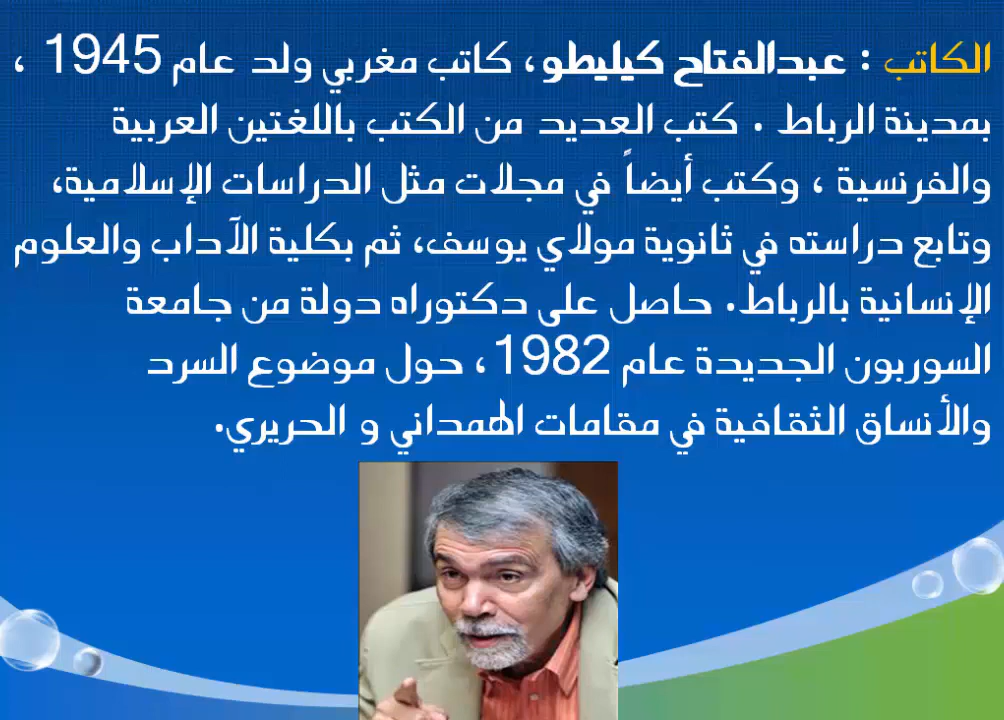 الكاتب : عبدالفتاح كيليطو، كاتب مغربي ولد عام 1945 ،
بمدينة الرباط . كتب العديد من الكتب باللغتين العربية
والفرنسية ، وكتب أيضاً في مجلات مثل الدراسات الإسلامية،
وتابع دراسته في ثانوية مولاي يوسف، ثم بكلية الآداب والعلوم
الإنسانية بالرباط. حاصل على دكتوراه دولة من جامعة
السوربون الجديدة عام 1982، حول موضوع السرد
والأنساق الثقافية في مقامات الهمداني و الحريري.